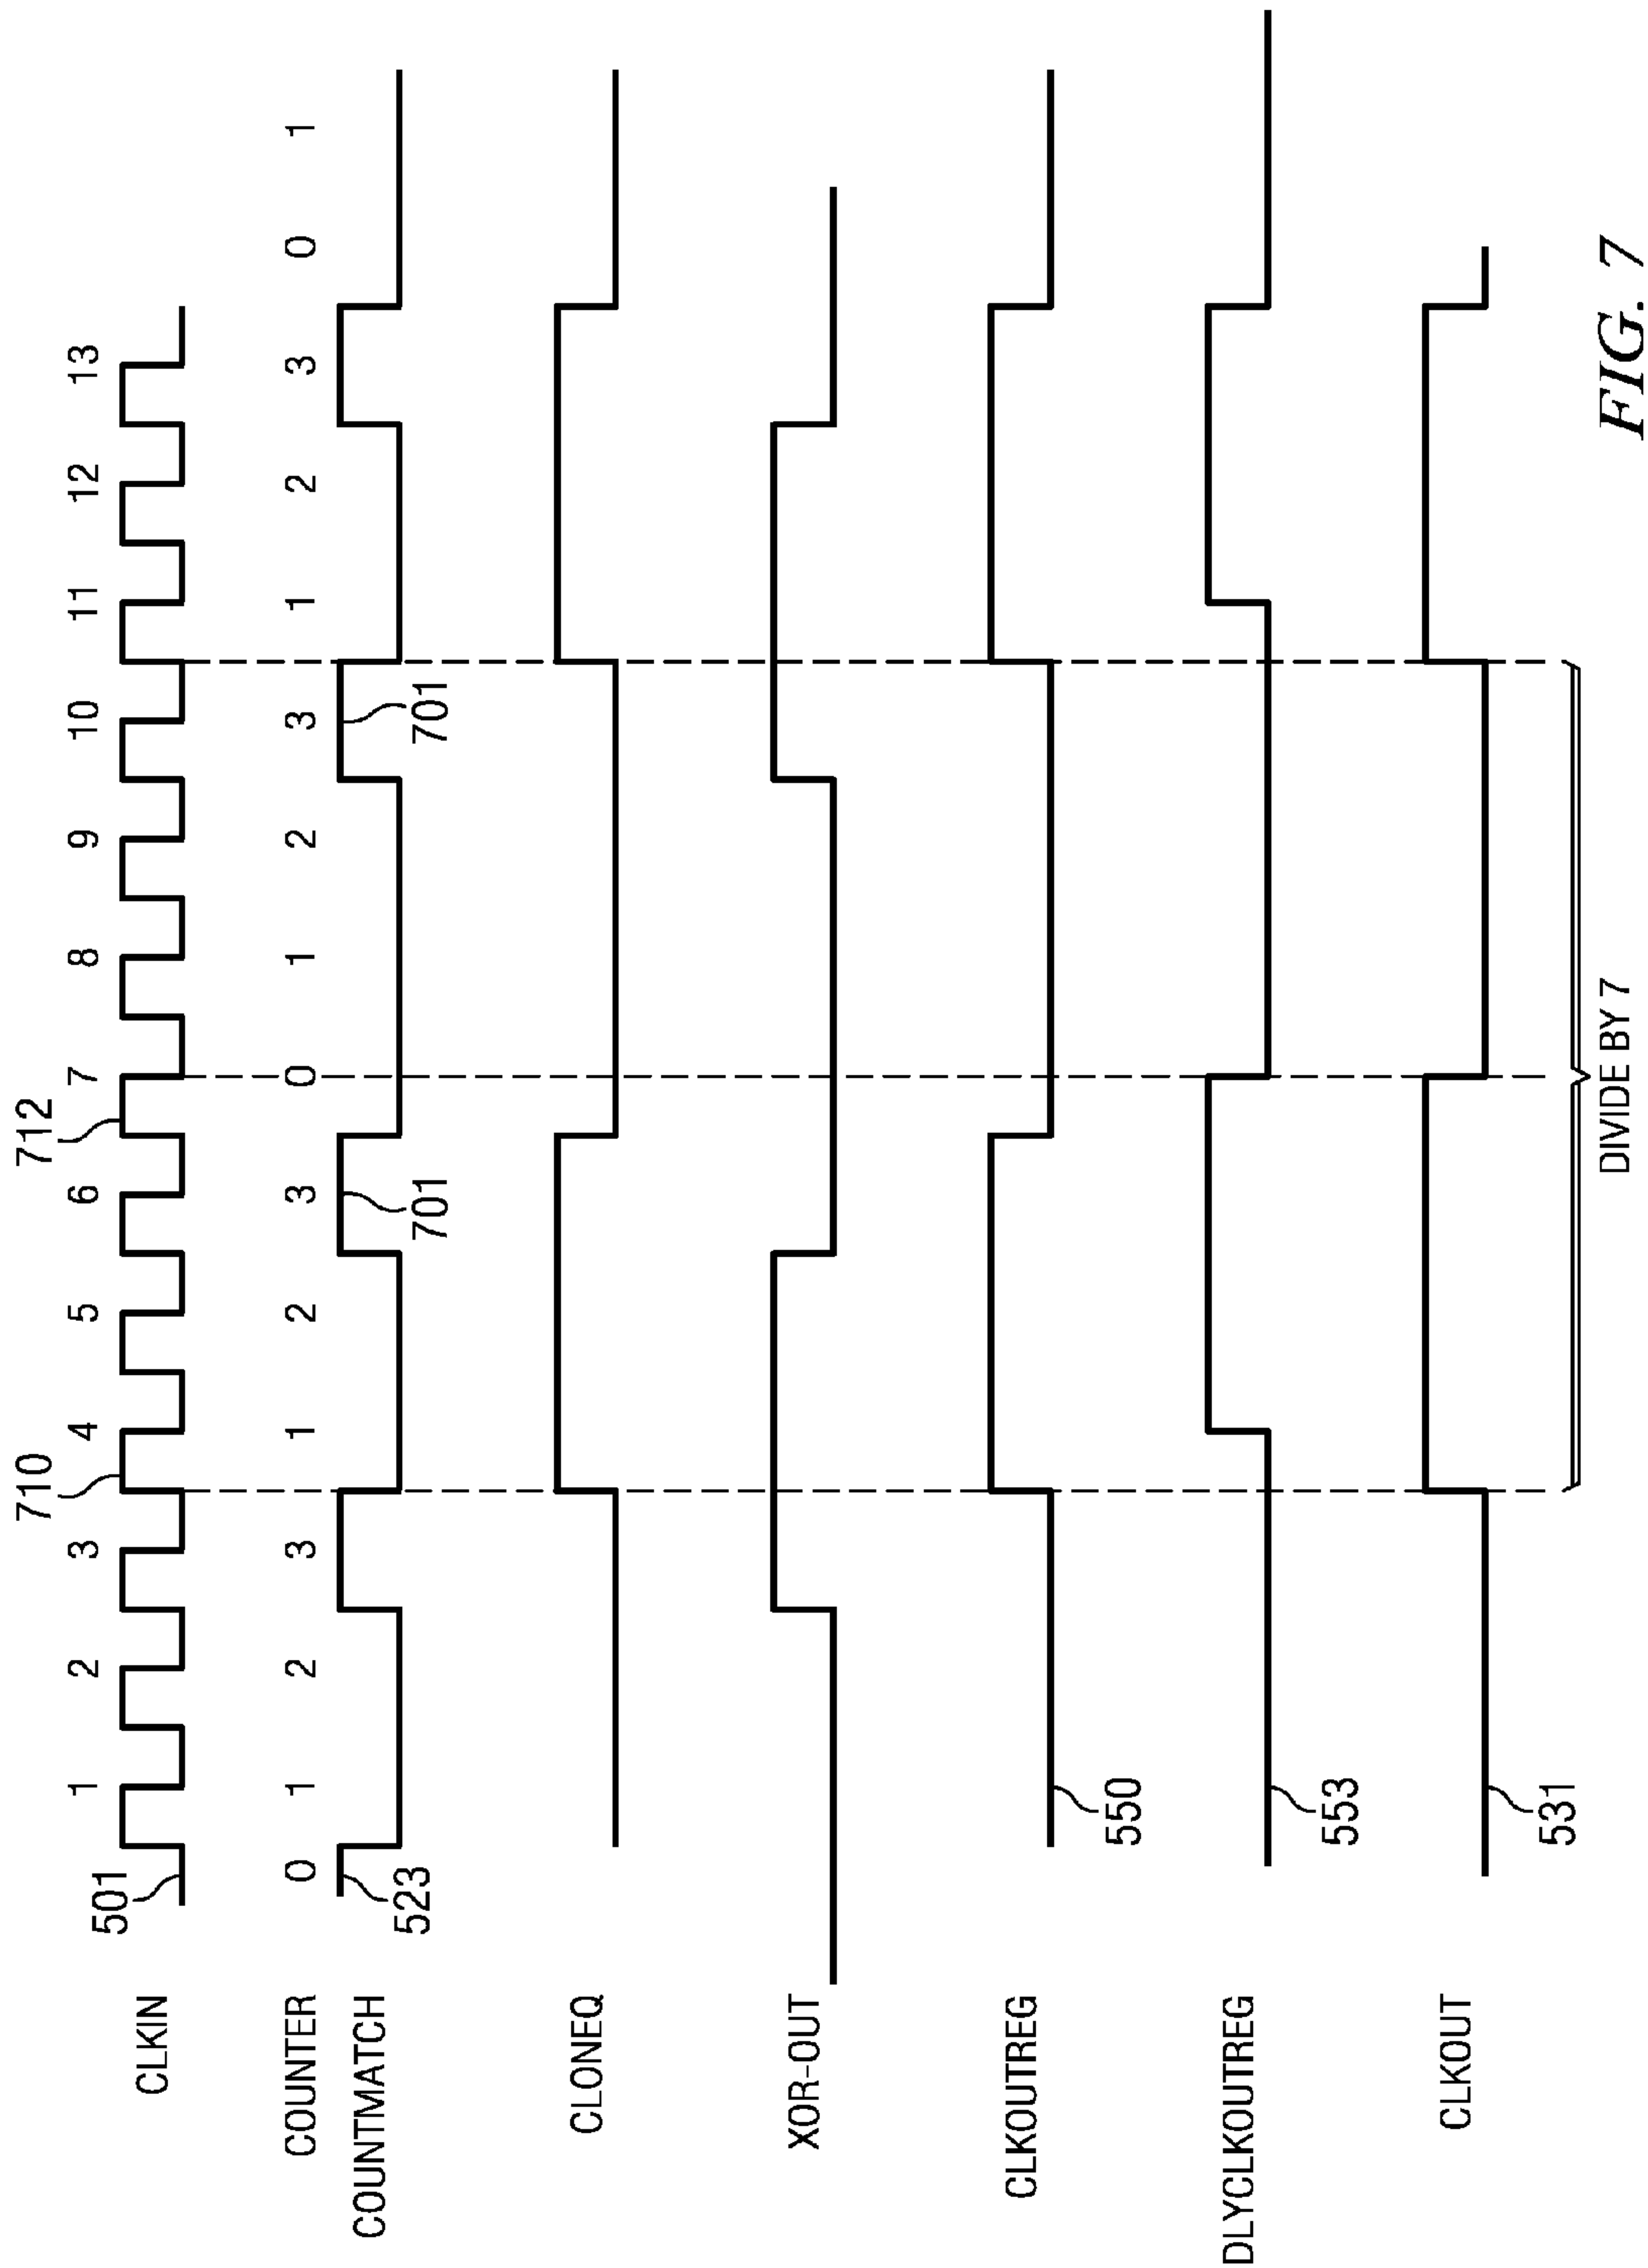 710 712
1 2 3 4 5 6 7 8 9 10 11 12 13
CLKIN
501
COUNTER 0 1 2 3 1 2 3 0 1 2 3 1 2 3 0 1
COUNTMATCH
523 701 701
CLONEQ
XOR-OUT
CLKOUTREG
550
DLYCLKOUTREG
553
CLKOUT
531
DIVIDE BY 7
FIG. 7